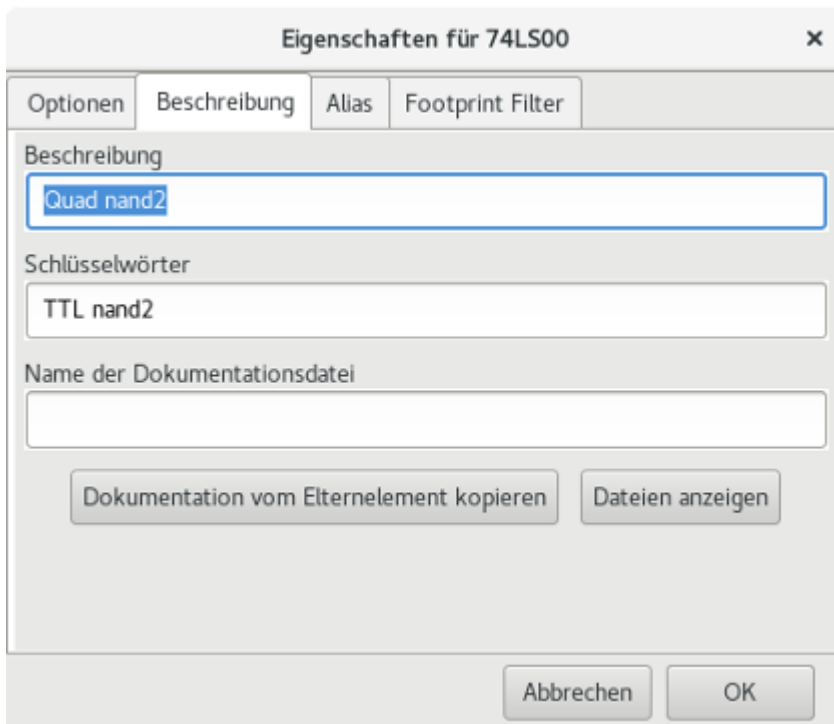 Eigenschaften für 74LS00 ×
Optionen Beschreibung Alias Footprint Filter
Beschreibung
Quad nand2
Schlüsselwörter
TTL nand2
Name der Dokumentationsdatei
Dokumentation vom Elternelement kopieren Dateien anzeigen
Abbrechen OK